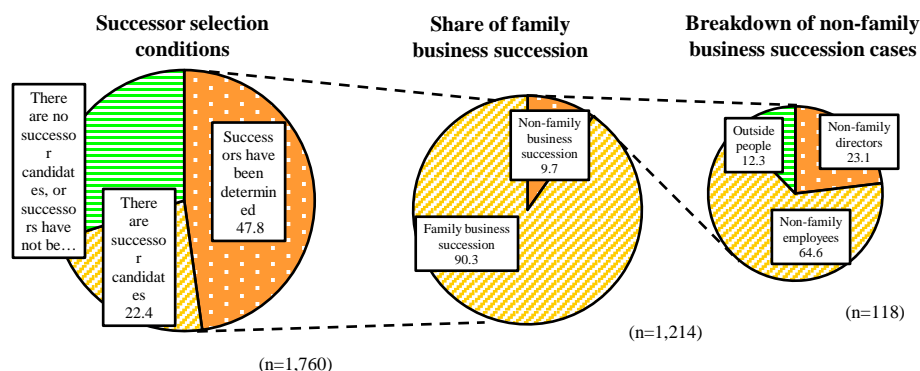 Successor selection
conditions
There
are no
successo
r
candidat
es, or
successo
rs have
not be…
There
are
successo
r
candidat
es
22.4
Success
ors have
been
determin
ed
47.8
(n=1,760)
Share of family
business succession
Non-family
business
succession
9.7
Family business
succession
90.3
(n=1,214)
Breakdown of non-family
business succession cases
Outside
people
12.3
Non-family
directors
23.1
Non-family
employees
64.6
(n=118)